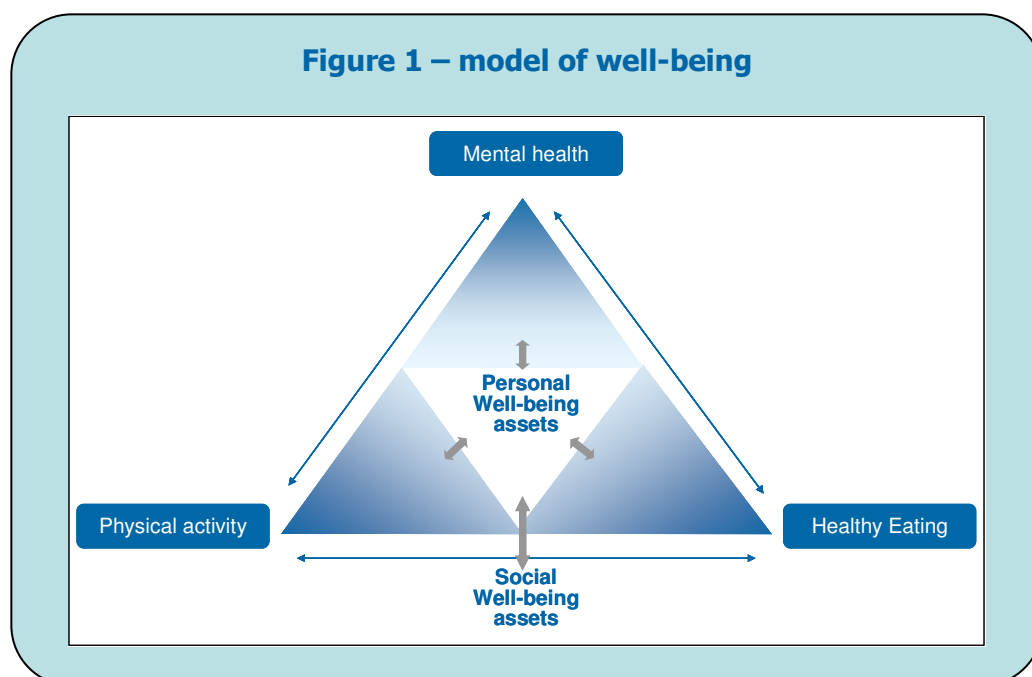 Figure 1 – model of well-being
Mental health
Personal
Well-being
assets
Physical activity
Healthy Eating
Social
Well-being
assets